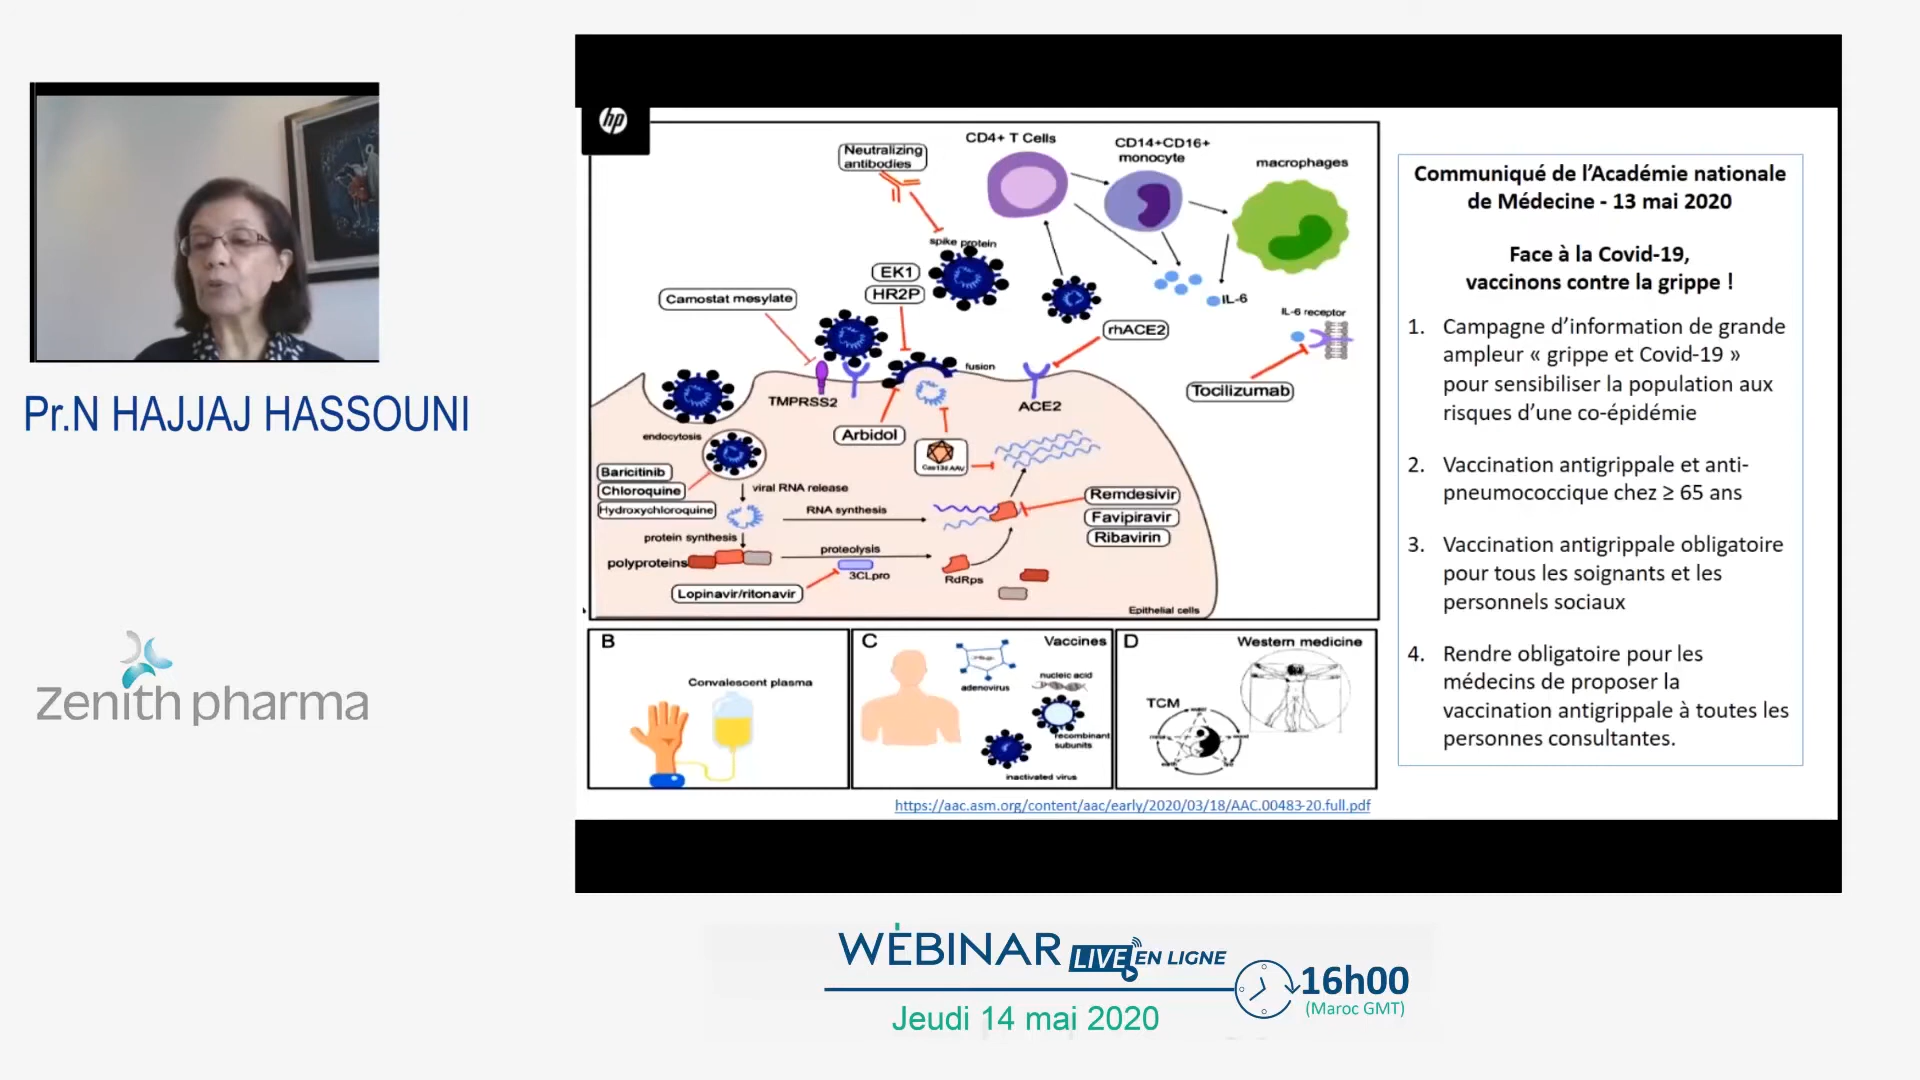 Pr.N HAJJAJ HASSOUNI
zenith pharma
hp
Neutralizing
antibodies
CD4+ T Cells
CD14+CD16+
monocyte
macrophages
spike protein
EK1
HR2P
Camostat mesylate
IL-6
IL-6 receptor
rhACE2
fusion
Tocilizumab
TMPRSS2
ACE2
endocytosis
Arbidol
Baricitinib
Chloroquine
Hydroxychloroquine
Cas13d AAV
viral RNA release
RNA synthesis
Remdesivir
Favipiravir
Ribavirin
protein synthesis
polyproteins
proteolysis
3CLpro
RdRps
Lopinavir/ritonavir
Epithelial cells
B
Convalescent plasma
C
Vaccines
adenovirus
nucleic acid
recombinant
subunits
inactivated virus
D
Western medicine
TCM
https://aac.asm.org/content/aac/early/2020/03/18/AAC.00483-20.full.pdf
Communiqué de l’Académie nationale
de Médecine - 13 mai 2020
Face à la Covid-19,
vaccinons contre la grippe !
1. Campagne d’information de grande
ampleur « grippe et Covid-19 »
pour sensibiliser la population aux
risques d’une co-épidémie
2. Vaccination antigrippale et anti-
pneumococcique chez ≥ 65 ans
3. Vaccination antigrippale obligatoire
pour tous les soignants et les
personnels sociaux
4. Rendre obligatoire pour les
médecins de proposer la
vaccination antigrippale à toutes les
personnes consultantes.
WEBINAR LIVE EN LIGNE
16h00
(Maroc GMT)
Jeudi 14 mai 2020